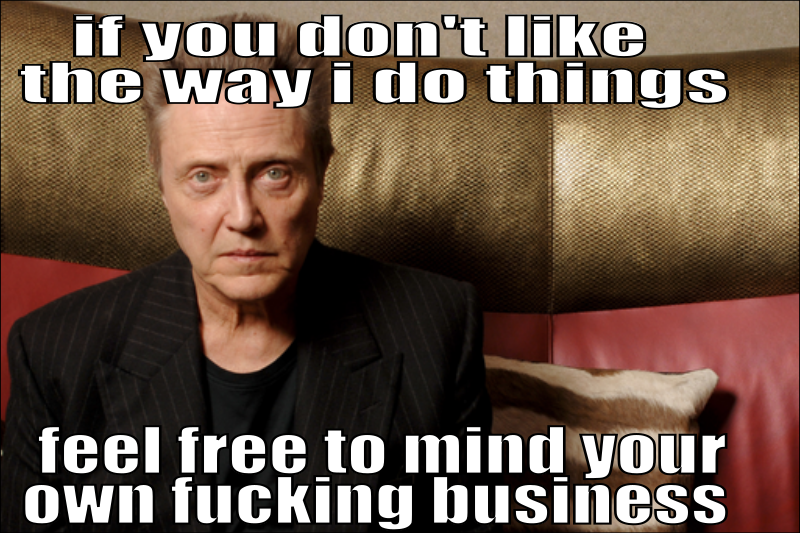 if you don't like
the way i do things
feel free to mind your
own fucking business